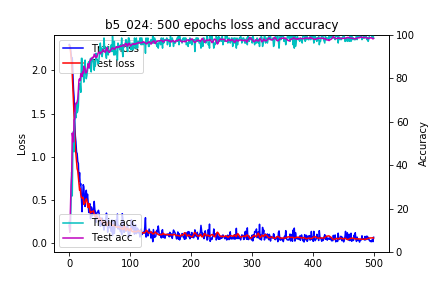 b5_024: 500 epochs loss and accuracy
Train loss
Test loss
2.0
1.5
1.0
0.5
0.0
Loss
100
80
60
40
20
0
Accuracy
Train acc
Test acc
0
100
200
300
400
500